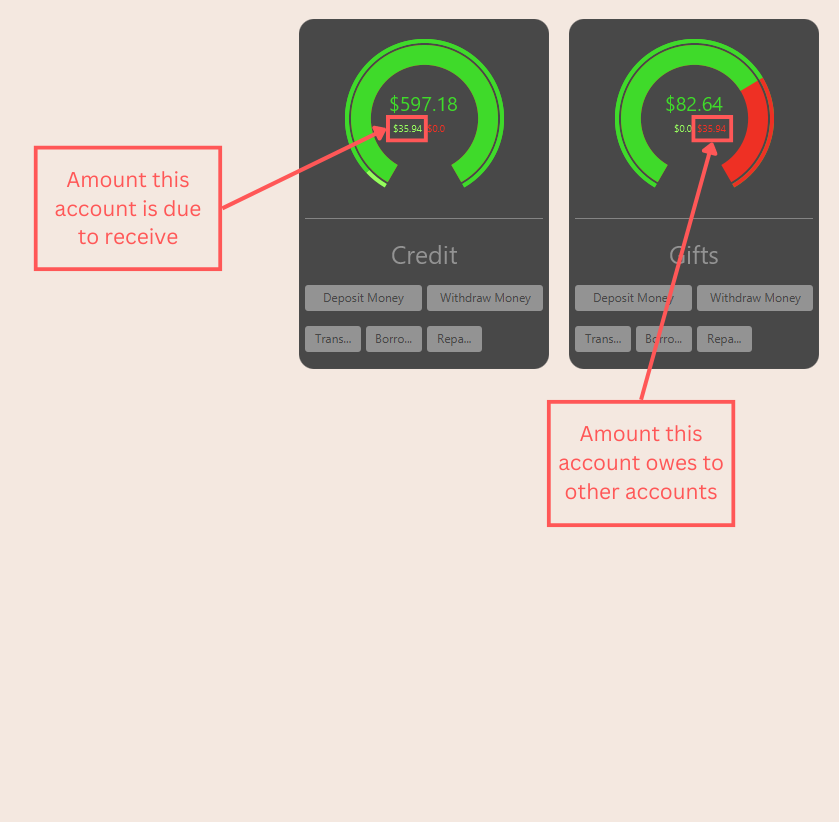 $597.18
$35.94 $0.0
Credit
Deposit Money Withdraw Money
Trans... Borro... Repa...
$82.64
$0.0 $35.94
Gifts
Deposit Money Withdraw Money
Trans... Borro... Repa...
Amount this
account is due
to receive
Amount this
account owes to
other accounts